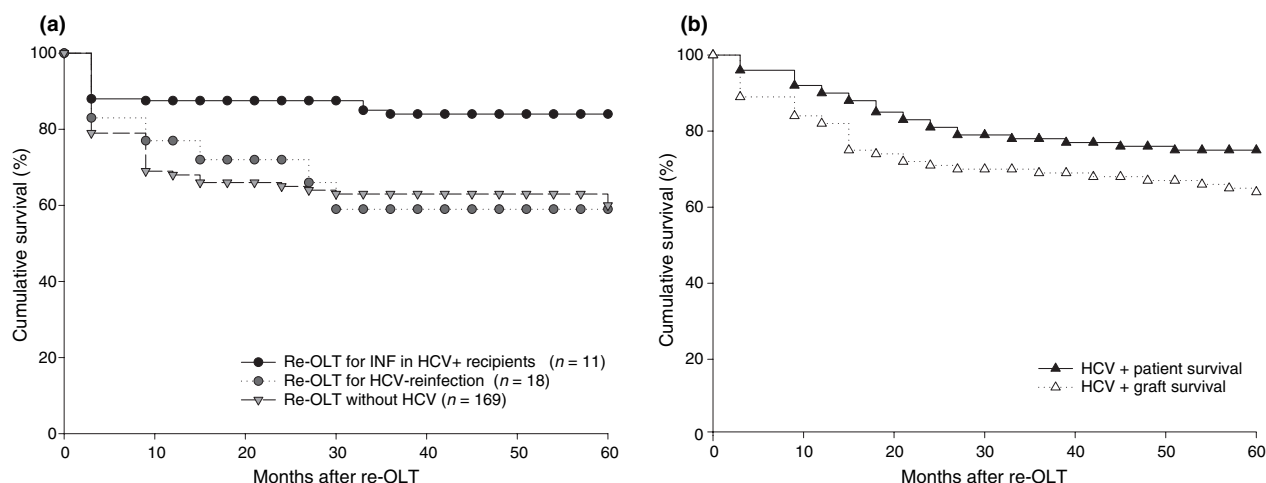 (a)
100
80
60
40
20
0
Cumulative survival (%)
0 10 20 30 40 50 60
Months after re-OLT
Re-OLT for INF in HCV+ recipients (n = 11)
Re-OLT for HCV-reinfection (n = 18)
Re-OLT without HCV (n = 169)
(b)
100
80
60
40
20
0
Cumulative survival (%)
0 10 20 30 40 50 60
Months after re-OLT
HCV + patient survival
HCV + graft survival